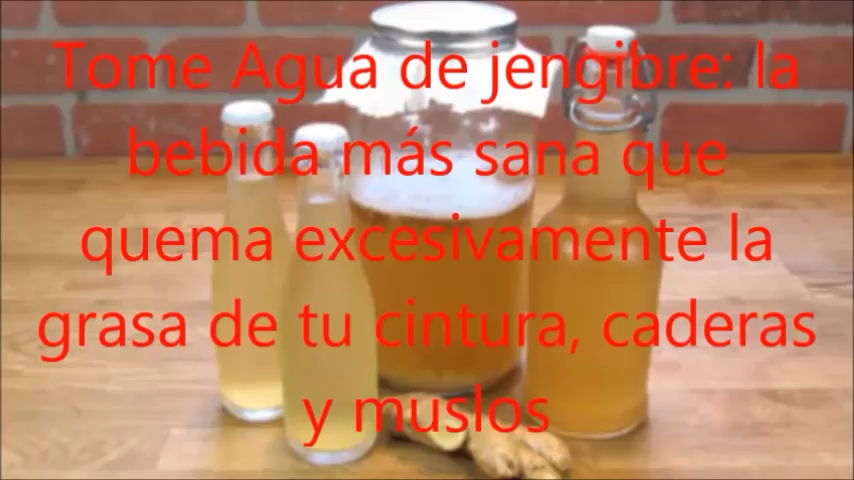 Tome Agua de jengibre: la
bebida más sana que
quema excesivamente la
grasa de tu cintura, caderas
y muslos